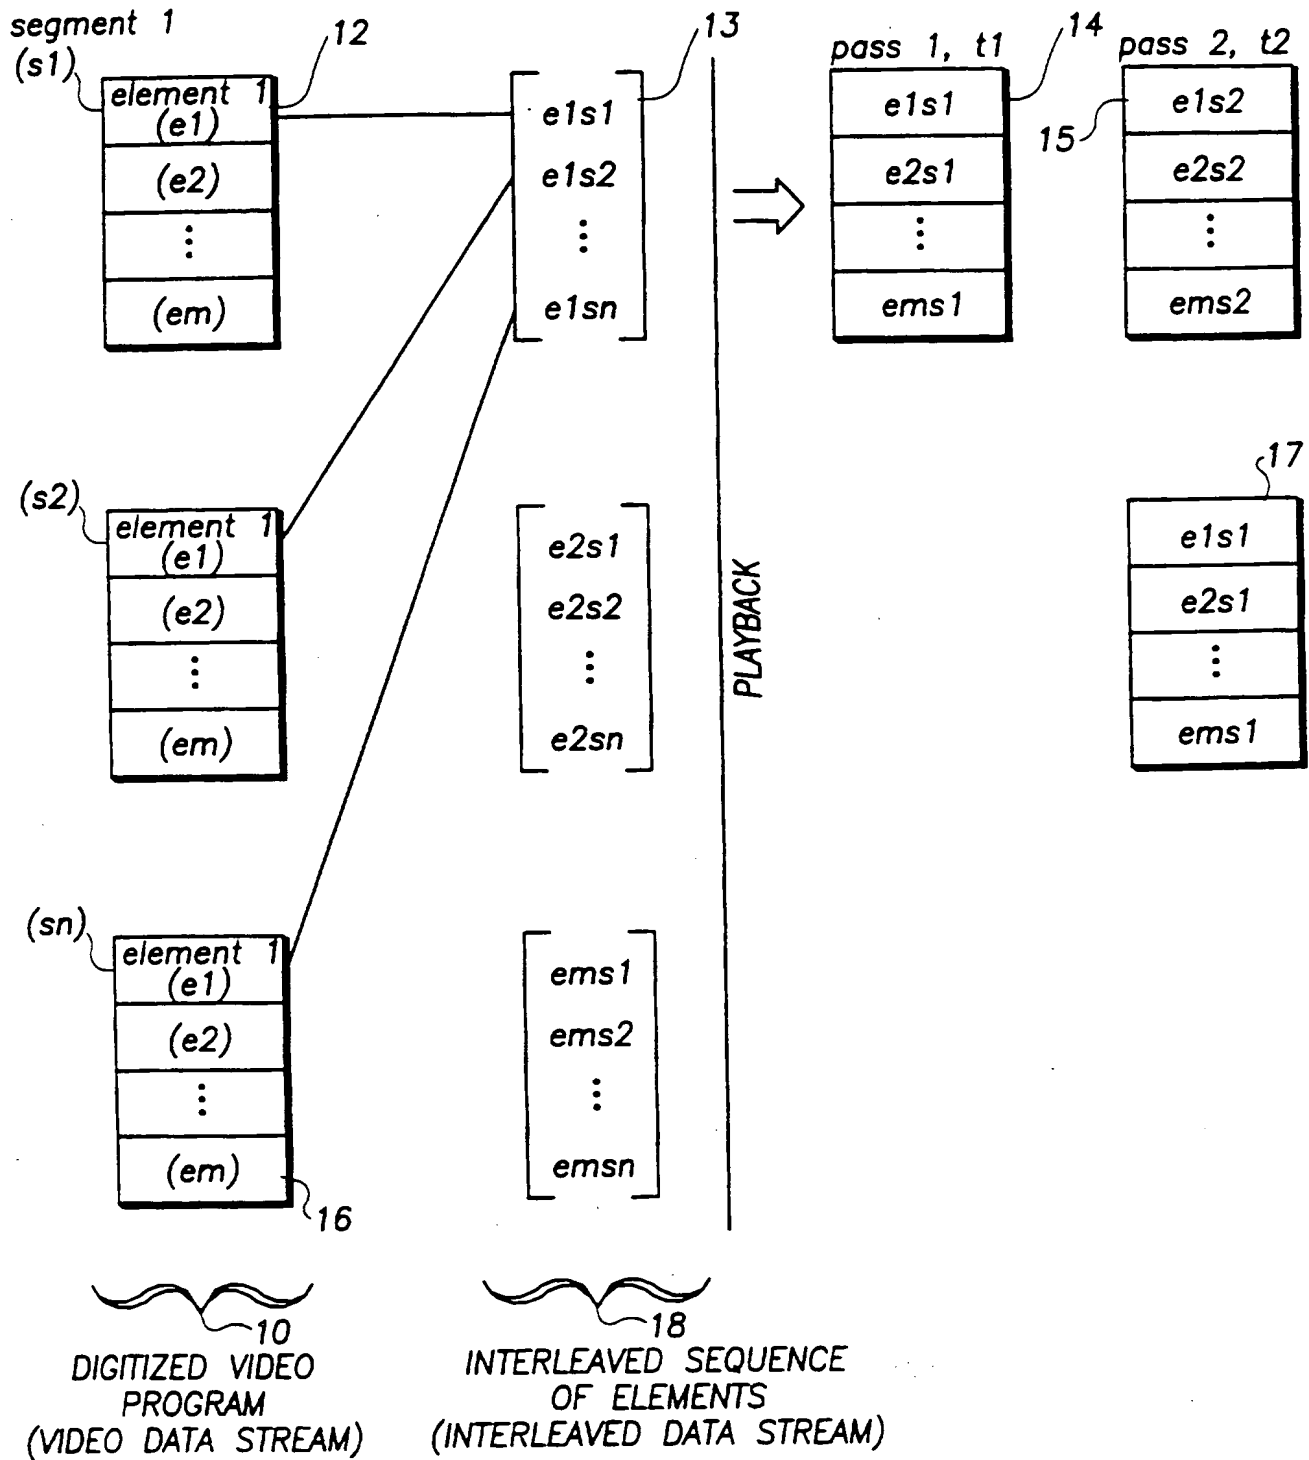 segment 1
(s1)
12
element 1
(e1)
(e2)
⋮
(em)
13
e1s1
e1s2
⋮
e1sn
pass 1, t1
14
e1s1
e2s1
⋮
ems1
pass 2, t2
15
e1s2
e2s2
⋮
ems2
(s2)
element 1
(e1)
(e2)
⋮
(em)
e2s1
e2s2
⋮
e2sn
PLAYBACK
17
e1s1
e2s1
⋮
ems1
(sn)
element 1
(e1)
(e2)
⋮
(em)
16
ems1
ems2
⋮
emsn
10
DIGITIZED VIDEO
PROGRAM
(VIDEO DATA STREAM)
18
INTERLEAVED SEQUENCE
OF ELEMENTS
(INTERLEAVED DATA STREAM)